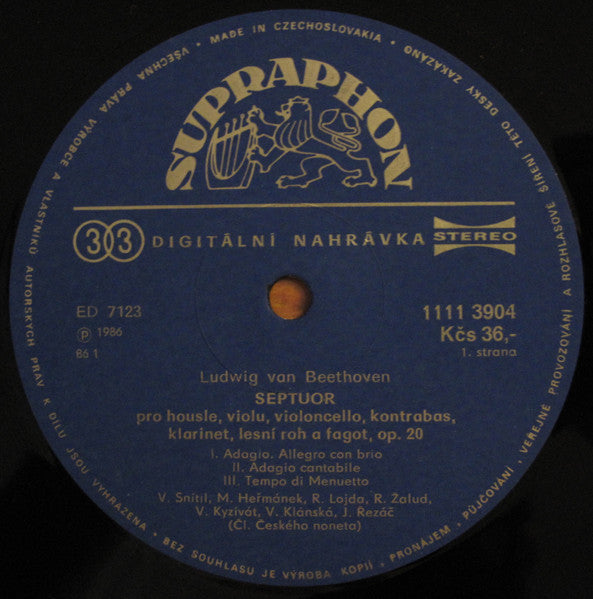 • MADE IN CZECHOSLOVAKIA •
VŠECHNA PRÁVA VÝROBCE A VLASTNÍKŮ AUTORSKÝCH PRÁV K DÍLU JSOU VYHRAŽENA • BEZ SOUHLASU JE VÝROBA KOPIÍ, PRONÁJEM, PŮJČOVÁNÍ, VEŘEJNÉ PROVOZOVÁNÍ A ROZHLASOVÉ ŠÍŘENÍ TÉTO DESKY ZAKÁZÁNO
SUPRAPHON
33 DIGITÁLNÍ NAHRÁVKA STEREO
ED 7123
℗ 1986
86 1
1111 3904
Kčs 36,-
1. strana
Ludwig van Beethoven
SEPTUOR
pro housle, violu, violoncello, kontrabas,
klarinet, lesní roh a fagot, op. 20
I. Adagio. Allegro con brio
II. Adagio cantabile
III. Tempo di Menuetto
V. Snítil, M. Heřmánek, R. Lojda, R. Žalud,
V. Kyzivát, V. Klánská, J. Řezáč
(Čl. Českého noneta)